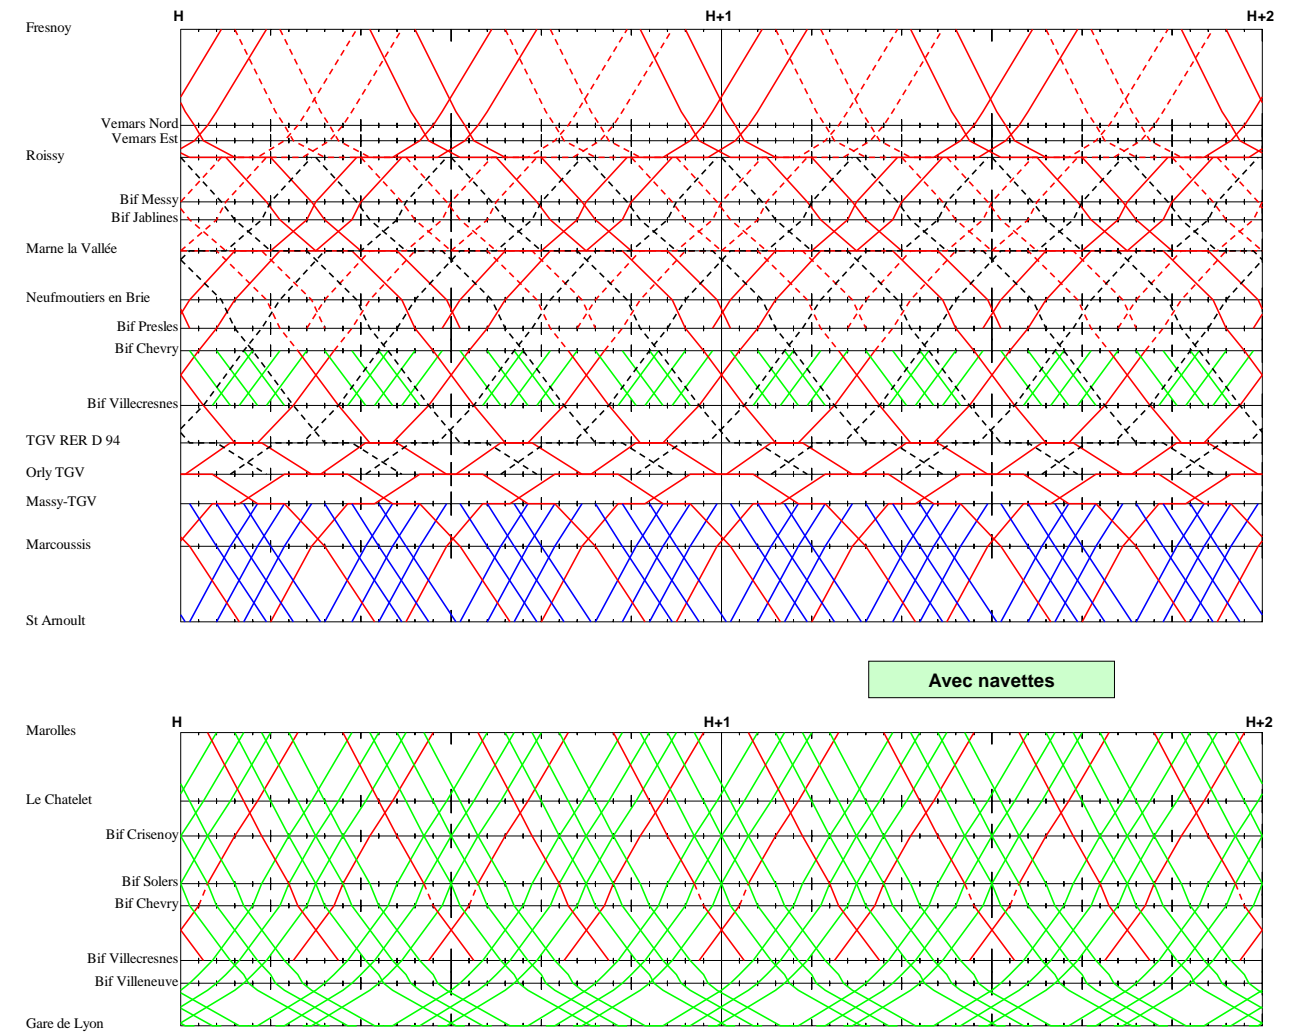 H H+1 H+2
Fresnoy
Vemars Nord
Vemars Est
Roissy
Bif Messy
Bif Jablines
Marne la Vallée
Neufmoutiers en Brie
Bif Presles
Bif Chevry
Bif Villecresnes
TGV RER D 94
Orly TGV
Massy-TGV
Marcoussis
St Arnoult
Avec navettes
H H+1 H+2
Marolles
Le Chatelet
Bif Crisenoy
Bif Solers
Bif Chevry
Bif Villecresnes
Bif Villeneuve
Gare de Lyon